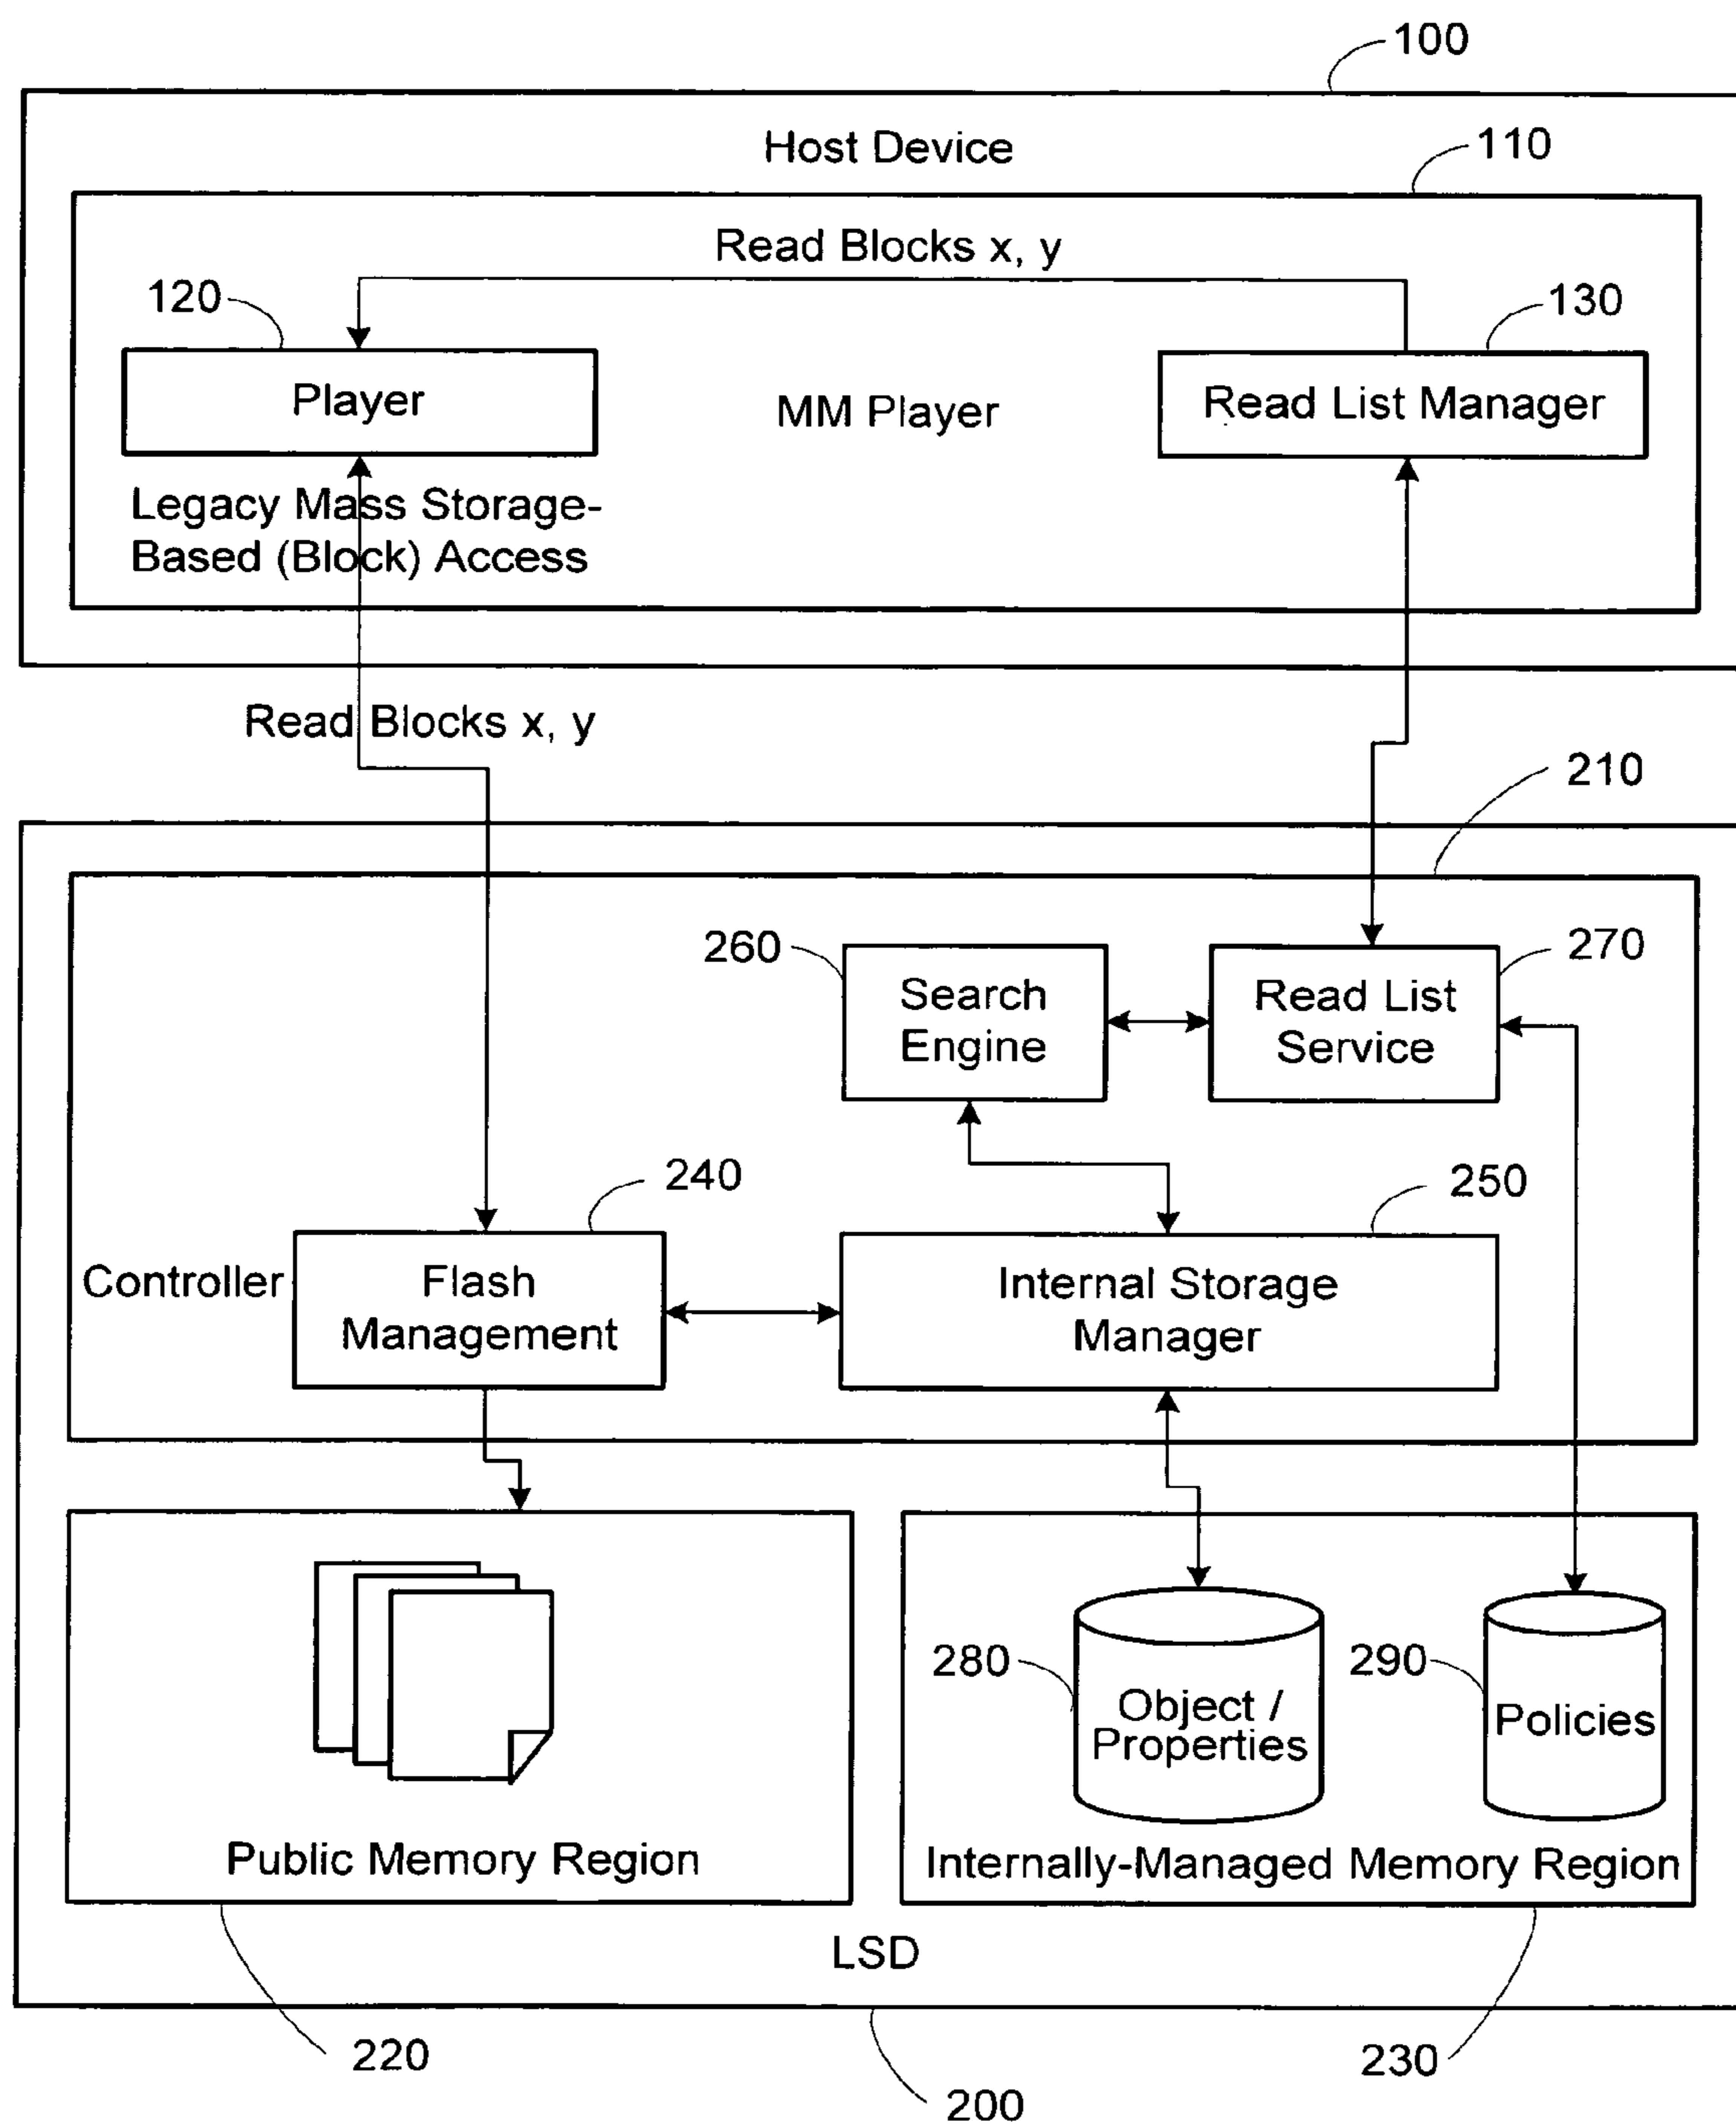 100
Host Device
110
Read Blocks x, y
120
130
Player
MM Player
Read List Manager
Legacy Mass Storage-
Based (Block) Access
Read Blocks x, y
210
260
Search
Engine
270
Read List
Service
240
250
Controller
Flash
Management
Internal Storage
Manager
280
Object /
Properties
290
Policies
Public Memory Region
Internally-Managed Memory Region
LSD
220
230
200